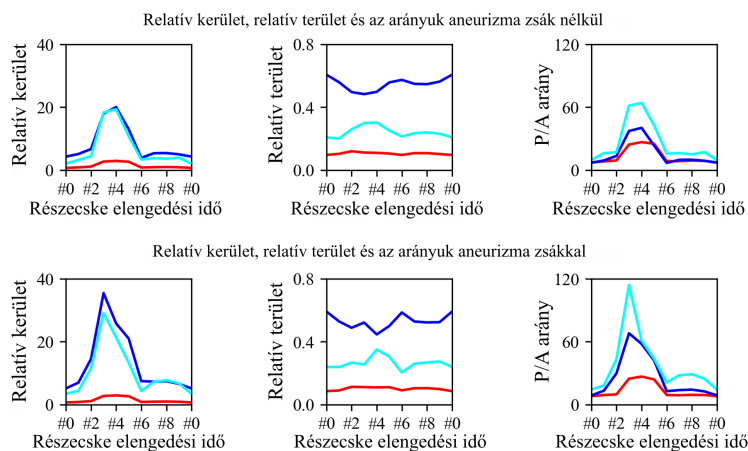 Relatív kerület, relatív terület és az arányuk aneurizma zsák nélkül
Relatív kerület
40
20
0
#0 #2 #4 #6 #8 #0
Részecske elengedési idő
Relatív terület
0.8
0.4
0.0
#0 #2 #4 #6 #8 #0
Részecske elengedési idő
P/A arány
120
60
0
#0 #2 #4 #6 #8 #0
Részecske elengedési idő
Relatív kerület, relatív terület és az arányuk aneurizma zsákkal
Relatív kerület
40
20
0
#0 #2 #4 #6 #8 #0
Részecske elengedési idő
Relatív terület
0.8
0.4
0.0
#0 #2 #4 #6 #8 #0
Részecske elengedési idő
P/A arány
120
60
0
#0 #2 #4 #6 #8 #0
Részecske elengedési idő